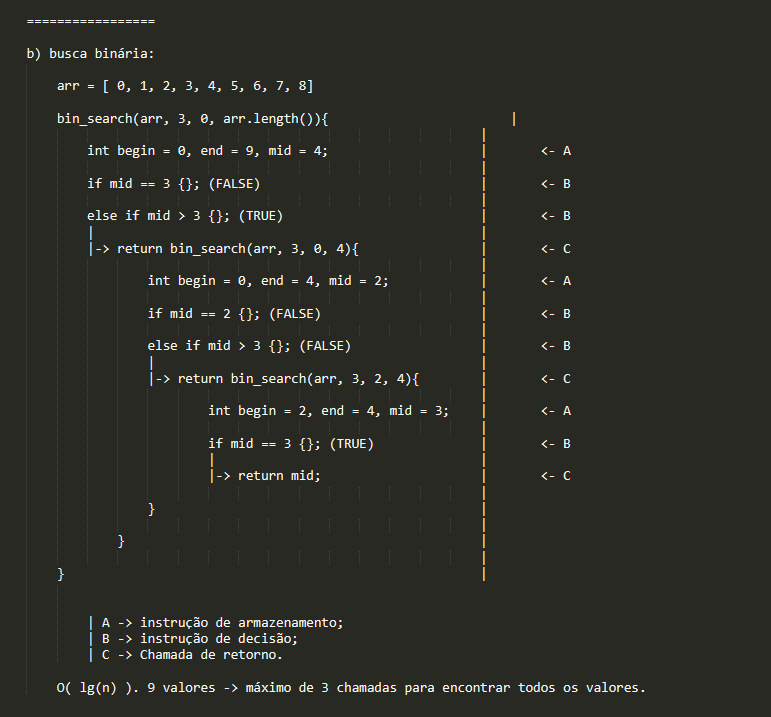 =================
b) busca binária:
arr = [ 0, 1, 2, 3, 4, 5, 6, 7, 8]
bin_search(arr, 3, 0, arr.length()){ |
|
int begin = 0, end = 9, mid = 4; | <- A
|
if mid == 3 {}; (FALSE) | <- B
|
else if mid > 3 {}; (TRUE) | <- B
| |
|-> return bin_search(arr, 3, 0, 4){ | <- C
|
int begin = 0, end = 4, mid = 2; | <- A
|
if mid == 2 {}; (FALSE) | <- B
|
else if mid > 3 {}; (FALSE) | <- B
| |
|-> return bin_search(arr, 3, 2, 4){ | <- C
|
int begin = 2, end = 4, mid = 3; | <- A
|
if mid == 3 {}; (TRUE) | <- B
| |
|-> return mid; | <- C
|
} |
|
} |
|
} |
| A -> instrução de armazenamento;
| B -> instrução de decisão;
| C -> Chamada de retorno.
O( lg(n) ). 9 valores -> máximo de 3 chamadas para encontrar todos os valores.